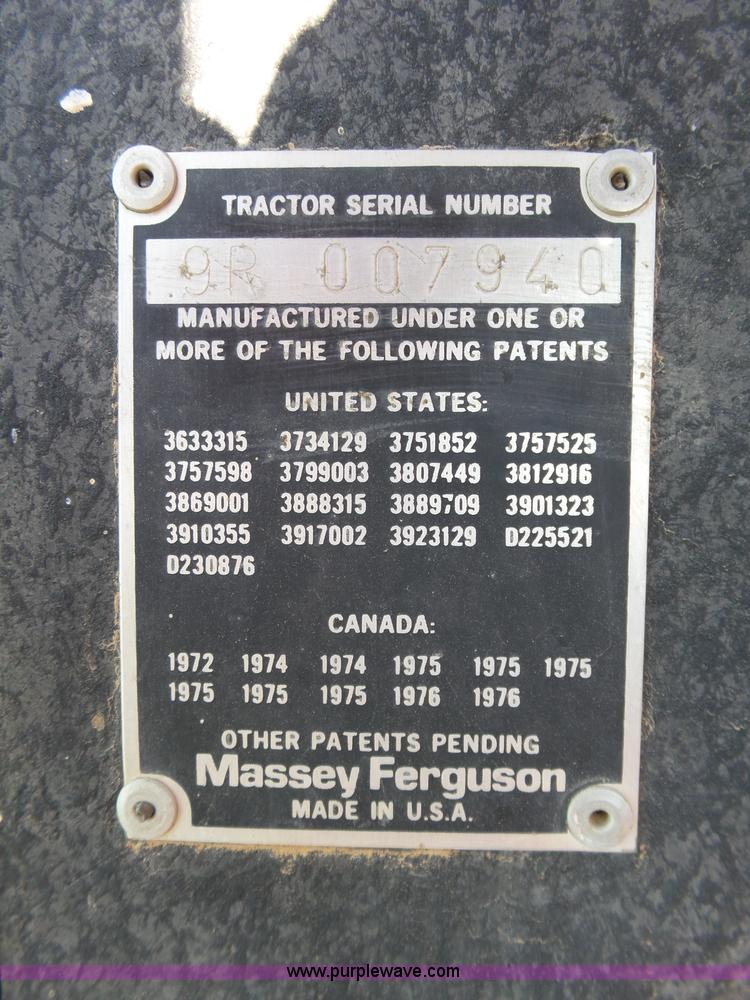 TRACTOR SERIAL NUMBER
9R 007940
MANUFACTURED UNDER ONE OR
MORE OF THE FOLLOWING PATENTS
UNITED STATES:
3633315 3734129 3751852 3757525
3757598 3799003 3807449 3812916
3869001 3888315 3889709 3901323
3910355 3917002 3923129 D225521
D230876
CANADA:
1972 1974 1974 1975 1975 1975
1975 1975 1975 1976 1976
OTHER PATENTS PENDING
Massey Ferguson
MADE IN U.S.A.
www.purplewave.com